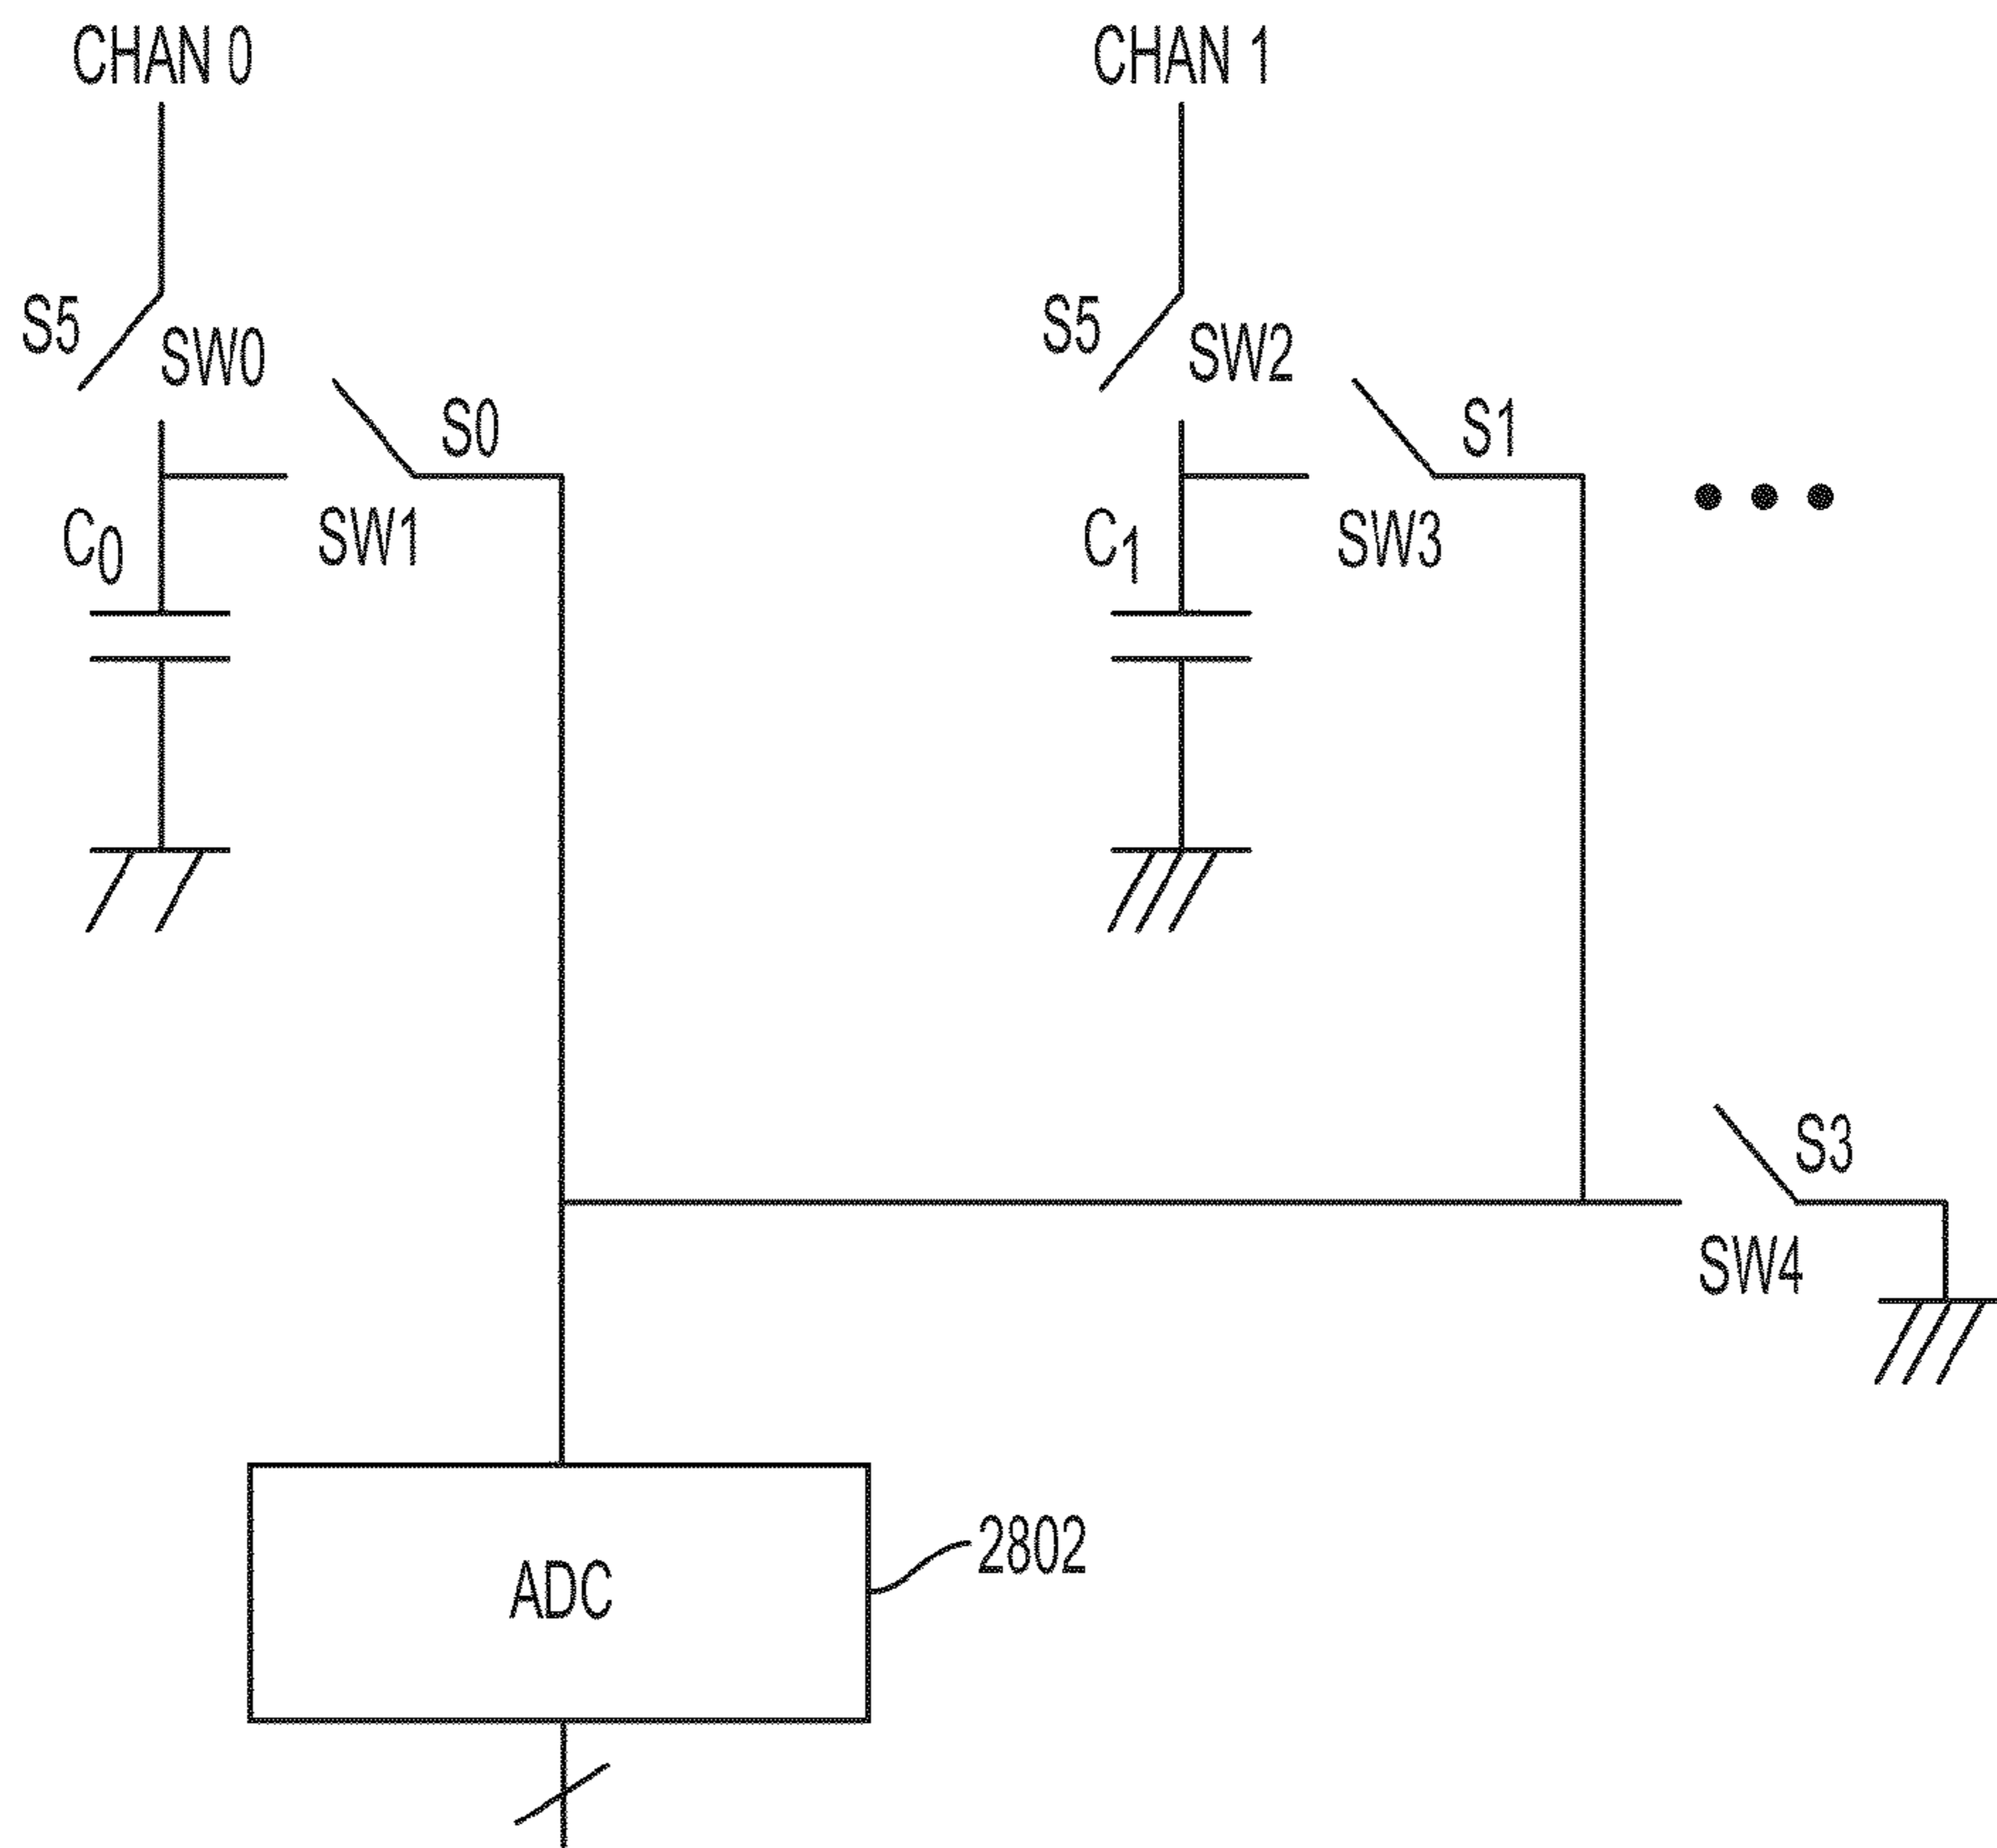 CHAN 0
CHAN 1
S5
SW0
S0
SW1
C0
S5
SW2
S1
SW3
C1
S3
SW4
ADC
2802